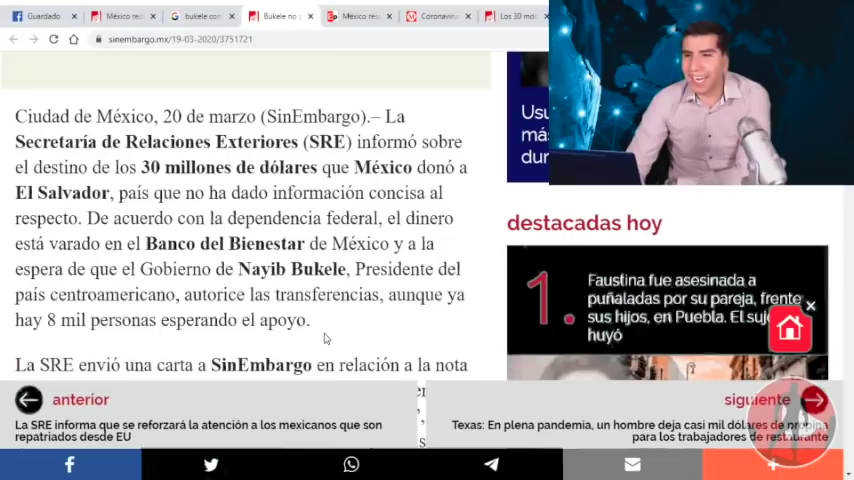 Guardado
México res
bukele con
Bukele no
México res
Coronaviru
Los 30 md
sinembargo.mx/19-03-2020/3751721
Ciudad de México, 20 de marzo (SinEmbargo).– La
Secretaría de Relaciones Exteriores (SRE) informó sobre
el destino de los 30 millones de dólares que México donó a
El Salvador, país que no ha dado información concisa al
respecto. De acuerdo con la dependencia federal, el dinero
está varado en el Banco del Bienestar de México y a la
espera de que el Gobierno de Nayib Bukele, Presidente del
país centroamericano, autorice las transferencias, aunque ya
hay 8 mil personas esperando el apoyo.
La SRE envió una carta a SinEmbargo en relación a la nota
Usu
más
dur
destacadas hoy
1.
Faustina fue asesinada a
puñaladas por su pareja, frente
sus hijos, en Puebla. El suje
huyó
anterior
La SRE informa que se reforzará la atención a los mexicanos que son
repatriados desde EU
siguiente
Texas: En plena pandemia, un hombre deja casi mil dólares de propina
para los trabajadores de restaurante